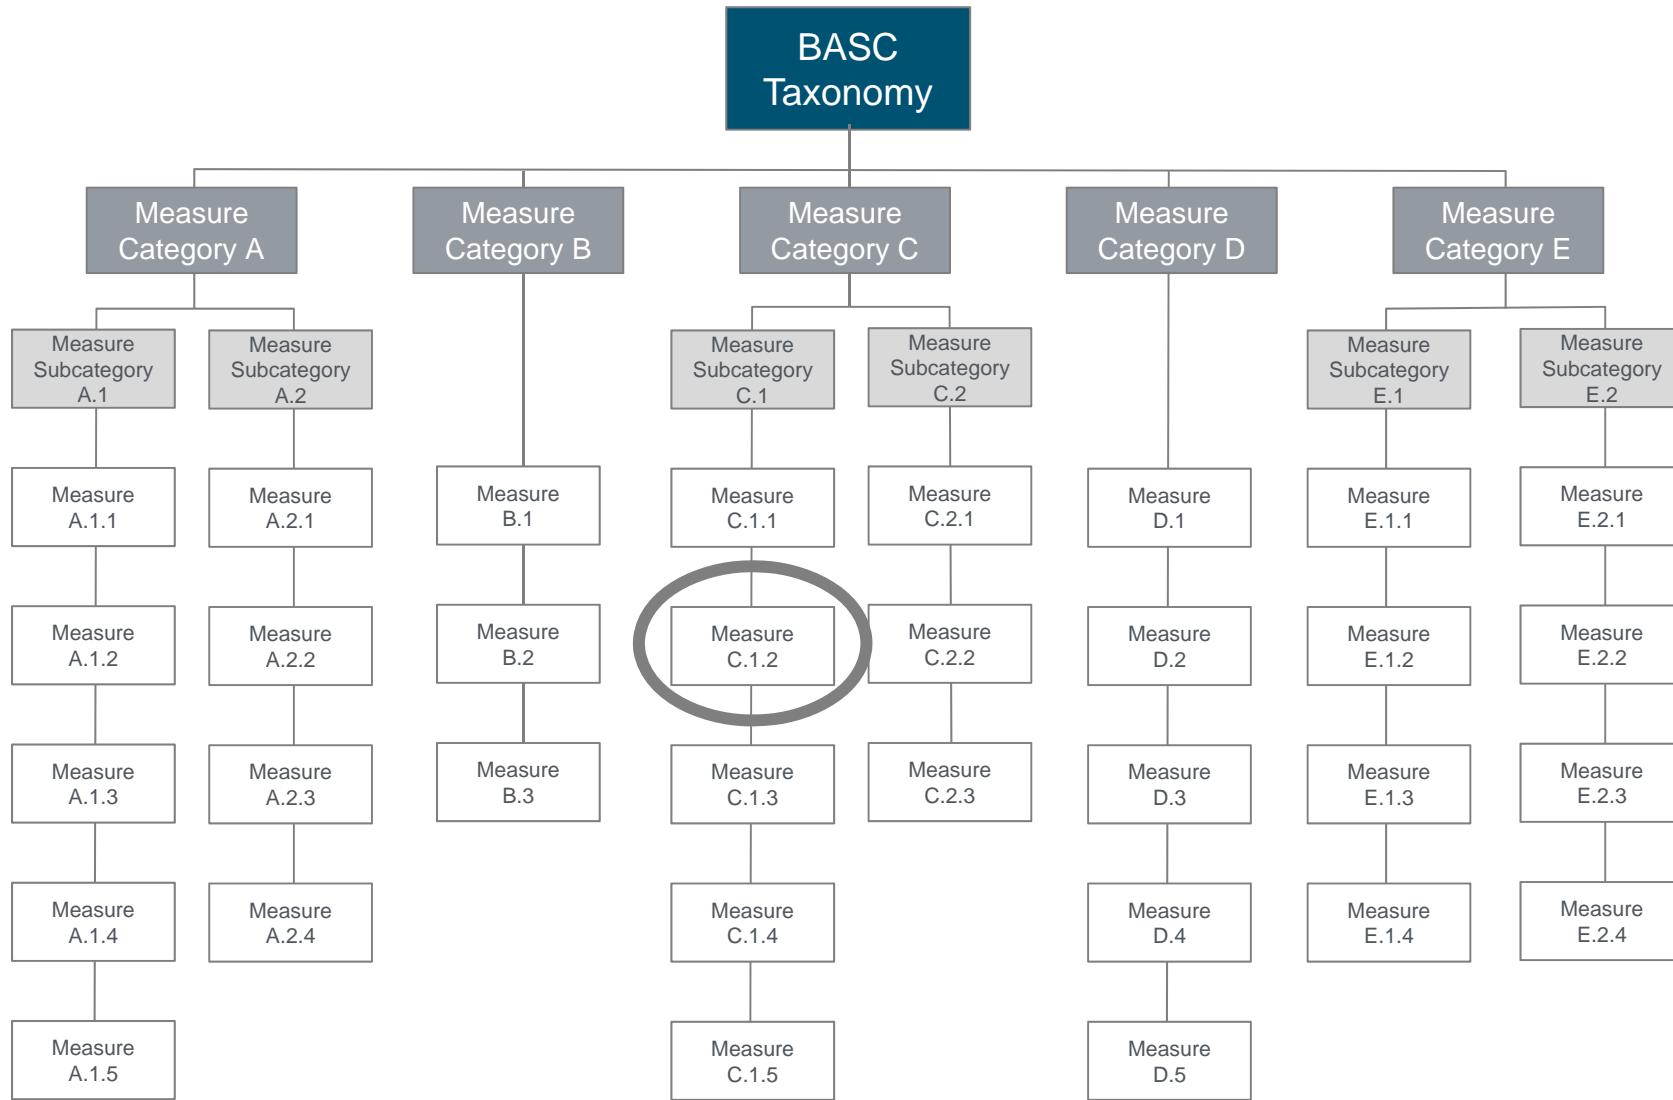 BASC
Taxonomy
Measure
Category A
Measure
Category B
Measure
Category C
Measure
Category D
Measure
Category E
Measure
Subcategory
A.1
Measure
Subcategory
A.2
Measure
Subcategory
C.1
Measure
Subcategory
C.2
Measure
Subcategory
E.1
Measure
Subcategory
E.2
Measure
A.1.1
Measure
A.2.1
Measure
B.1
Measure
C.1.1
Measure
C.2.1
Measure
D.1
Measure
E.1.1
Measure
E.2.1
Measure
A.1.2
Measure
A.2.2
Measure
B.2
Measure
C.1.2
Measure
C.2.2
Measure
D.2
Measure
E.1.2
Measure
E.2.2
Measure
A.1.3
Measure
A.2.3
Measure
B.3
Measure
C.1.3
Measure
C.2.3
Measure
D.3
Measure
E.1.3
Measure
E.2.3
Measure
A.1.4
Measure
A.2.4
Measure
C.1.4
Measure
D.4
Measure
E.1.4
Measure
E.2.4
Measure
A.1.5
Measure
C.1.5
Measure
D.5